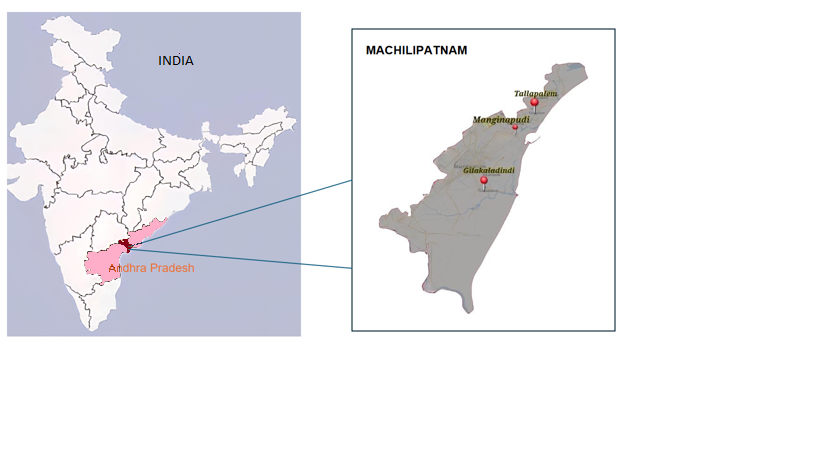 INDIA
Andhra Pradesh
MACHILIPATNAM
Tallapalem
Manginapudi
Gilakaladindi